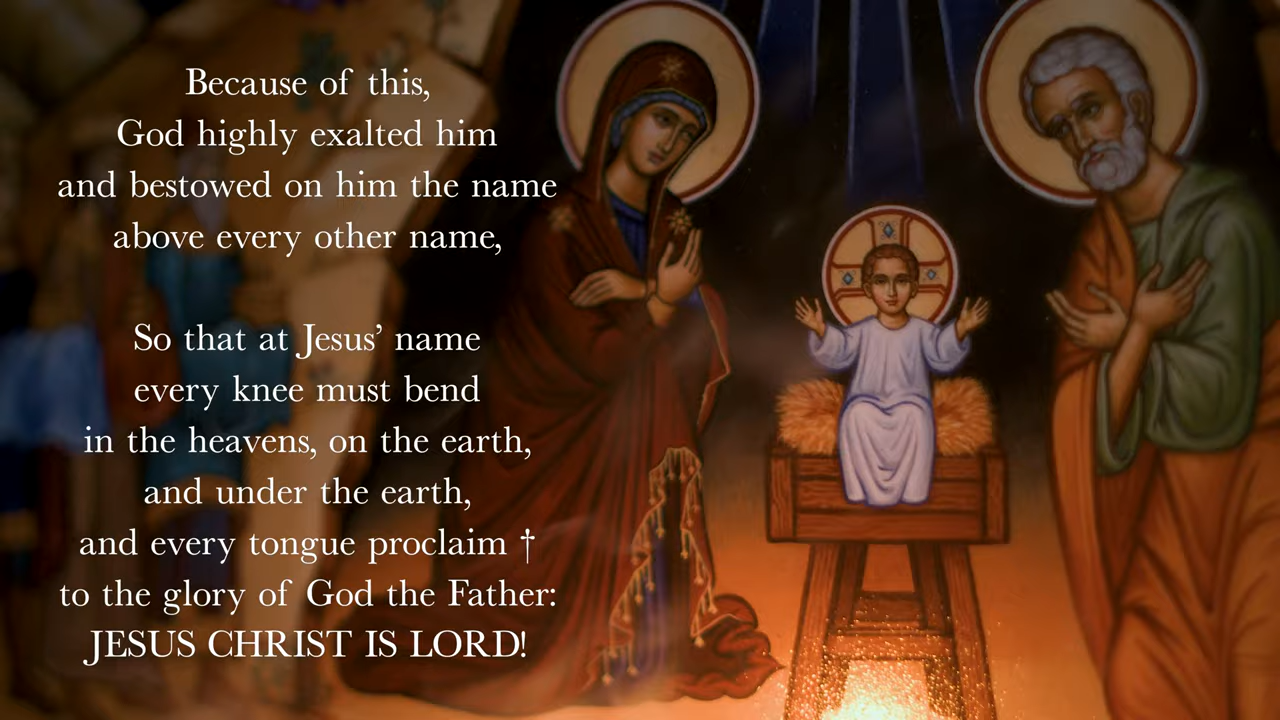 Because of this,
God highly exalted him
and bestowed on him the name
above every other name,
So that at Jesus’ name
every knee must bend
in the heavens, on the earth,
and under the earth,
and every tongue proclaim †
to the glory of God the Father:
JESUS CHRIST IS LORD!